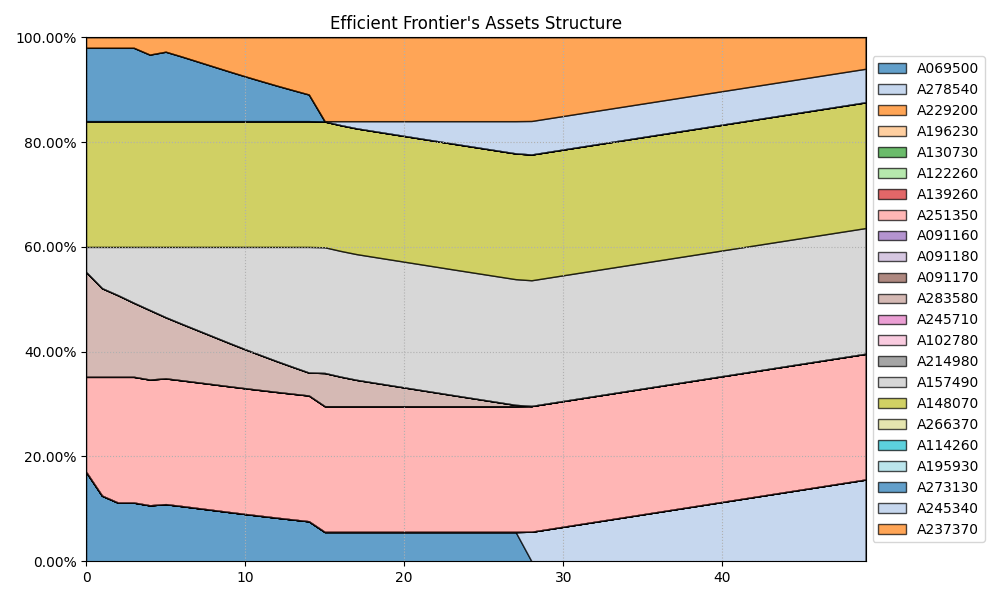 Efficient Frontier's Assets Structure
100.00%
80.00%
60.00%
40.00%
20.00%
0.00%
0
10
20
30
40
A069500
A278540
A229200
A196230
A130730
A122260
A139260
A251350
A091160
A091180
A091170
A283580
A245710
A102780
A214980
A157490
A148070
A266370
A114260
A195930
A273130
A245340
A237370